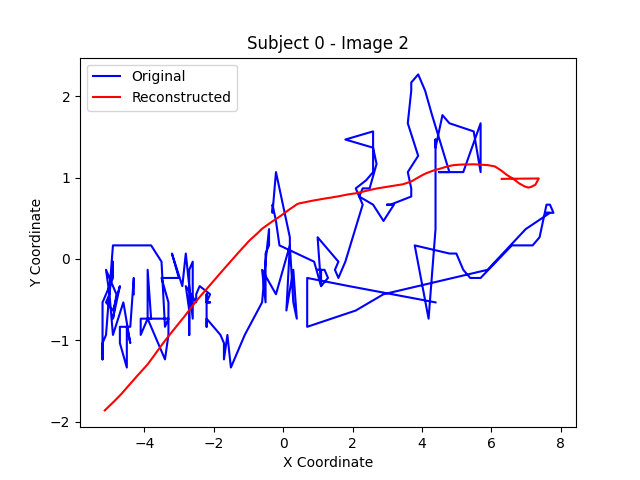 Subject 0 - Image 2
Original
Reconstructed
Y Coordinate
2
1
0
−1
−2
−4
−2
0
2
4
6
8
X Coordinate